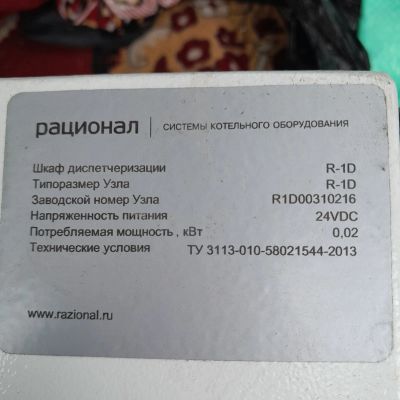 рационал | СИСТЕМЫ КОТЕЛЬНОГО ОБОРУДОВАНИЯ
Шкаф диспетчеризации R-1D
Типоразмер Узла R-1D
Заводской номер Узла R1D00310216
Напряженность питания 24VDC
Потребляемая мощность , кВт 0,02
Технические условия ТУ 3113-010-58021544-2013
www.razional.ru